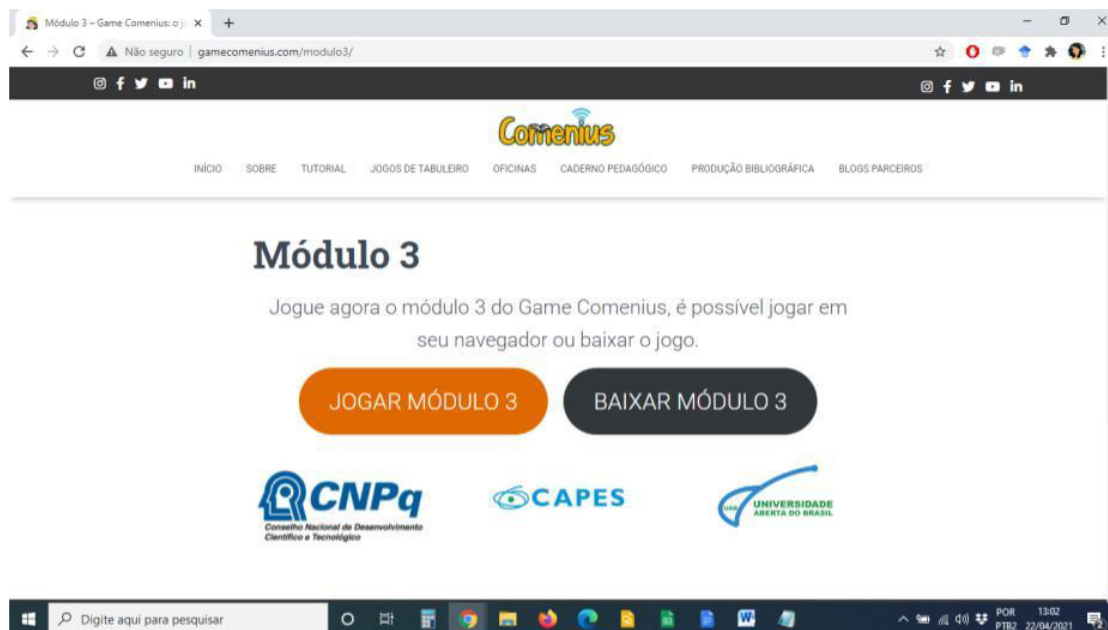 Módulo 3 – Game Comenius: o j
Não seguro | gamecomenius.com/modulo3/
Comenius
INÍCIO SOBRE TUTORIAL JOGOS DE TABULEIRO OFICINAS CADERNO PEDAGÓGICO PRODUÇÃO BIBLIOGRÁFICA BLOGS PARCEIROS
Módulo 3
Jogue agora o módulo 3 do Game Comenius, é possível jogar em
seu navegador ou baixar o jogo.
JOGAR MÓDULO 3 BAIXAR MÓDULO 3
CNPq
Conselho Nacional de Desenvolvimento
Científico e Tecnológico
CAPES
UAB
UNIVERSIDADE
ABERTA DO BRASIL
Digite aqui para pesquisar
POR 13:02
PTB2 22/04/2021